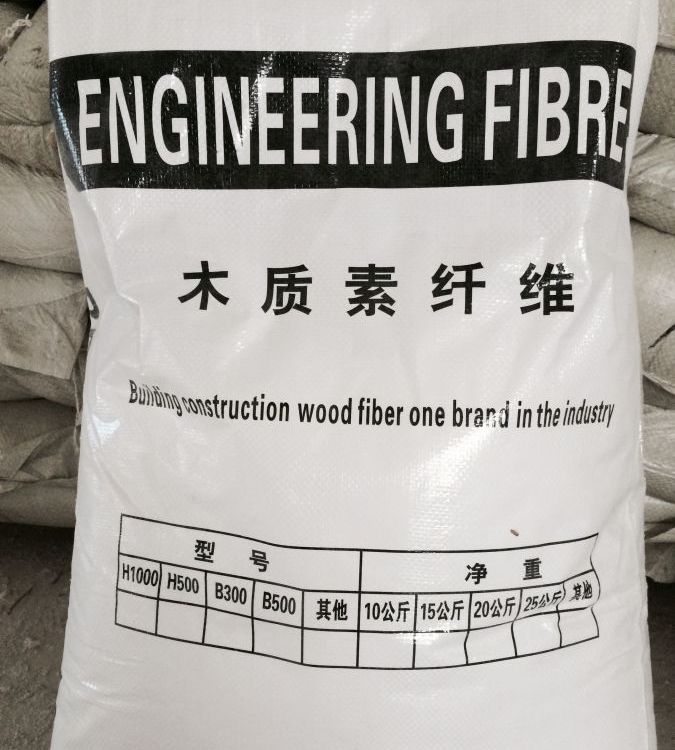 ENGINEERING FIBRE
木质素纤维
Building construction wood fiber one brand in the industry
型号 净重
H1000 H500 B300 B500 其他 10公斤 15公斤 20公斤 25公斤 其他